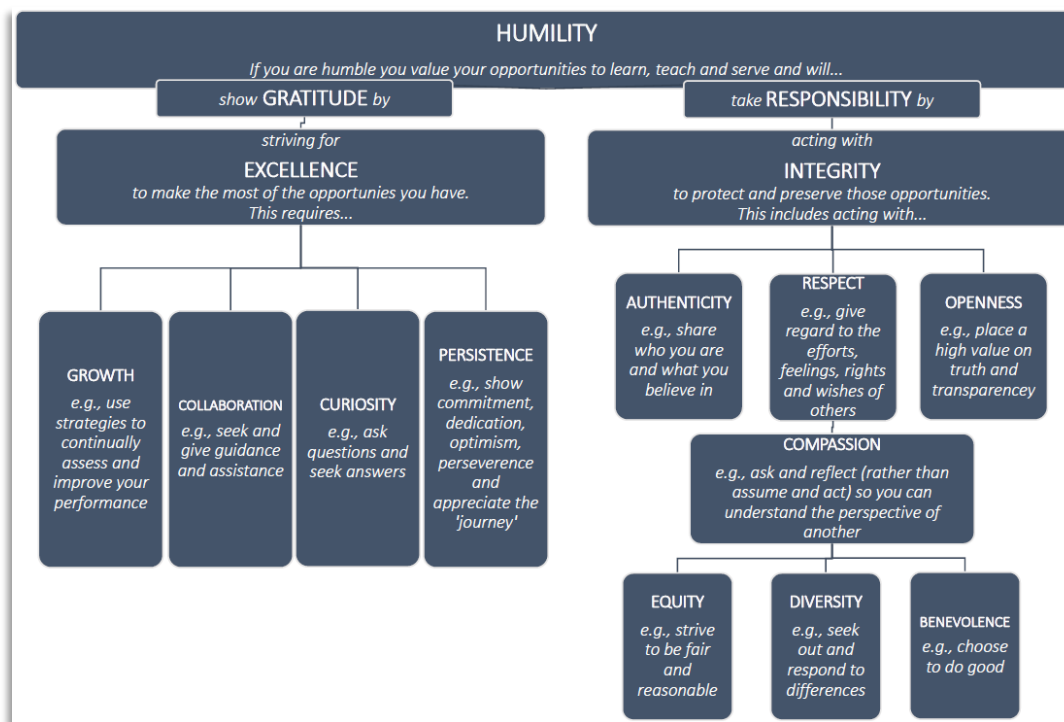 HUMILITY
If you are humble you value your opportunities to learn, teach and serve and will...
show GRATITUDE by
striving for
EXCELLENCE
to make the most of the opportunies you have.
This requires...
GROWTH
e.g., use
strategies to
continually
assess and
improve your
performance
COLLABORATION
e.g., seek and
give guidance
and assistance
CURIOSITY
e.g., ask
questions and
seek answers
PERSISTENCE
e.g., show
commitment,
dedication,
optimism,
perseverence
and
appreciate the
'journey'
take RESPONSIBILITY by
acting with
INTEGRITY
to protect and preserve those opportunities.
This includes acting with...
AUTHENTICITY
e.g., share
who you are
and what you
believe in
RESPECT
e.g., give
regard to the
efforts,
feelings, rights
and wishes of
others
OPENNESS
e.g., place a
high value on
truth and
transparencey
COMPASSION
e.g., ask and reflect (rather than
assume and act) so you can
understand the perspective of
another
EQUITY
e.g., strive
to be fair
and
reasonable
DIVERSITY
e.g., seek
out and
respond to
differences
BENEVOLENCE
e.g., choose
to do good